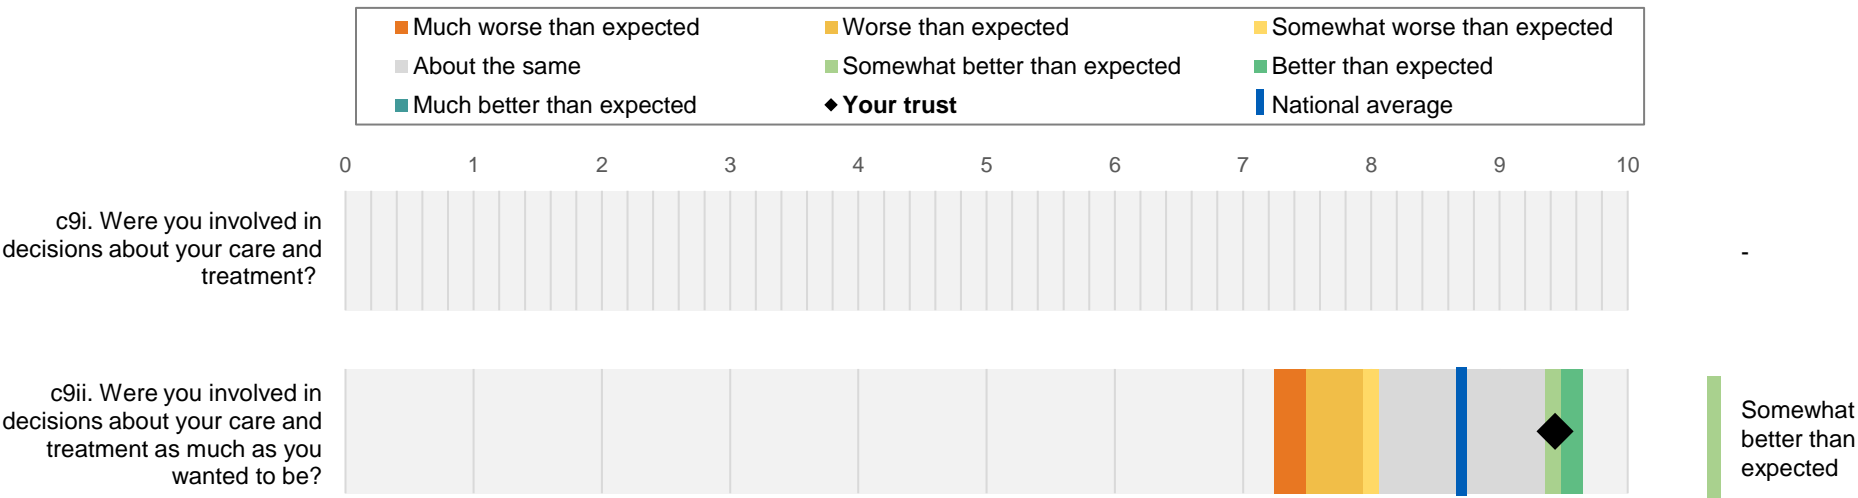 Much worse than expected
Worse than expected
Somewhat worse than expected
About the same
Somewhat better than expected
Better than expected
Much better than expected
Your trust
National average
0 1 2 3 4 5 6 7 8 9 10
c9i. Were you involved in
decisions about your care and
treatment?
-
c9ii. Were you involved in
decisions about your care and
treatment as much as you
wanted to be?
Somewhat
better than
expected